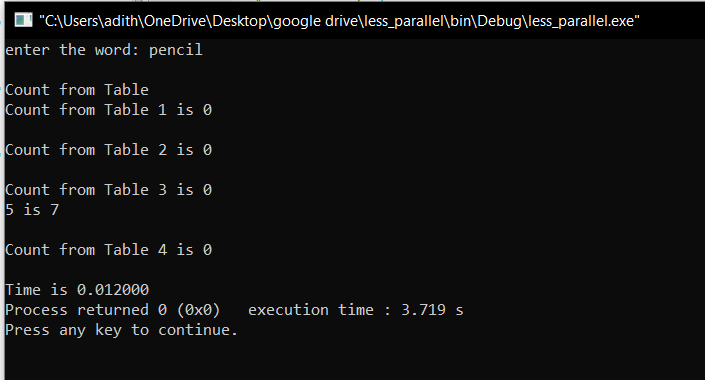 "C:\Users\adith\OneDrive\Desktop\google drive\less_parallel\bin\Debug\less_parallel.exe"
enter the word: pencil
Count from Table
Count from Table 1 is 0
Count from Table 2 is 0
Count from Table 3 is 0
5 is 7
Count from Table 4 is 0
Time is 0.012000
Process returned 0 (0x0)   execution time : 3.719 s
Press any key to continue.